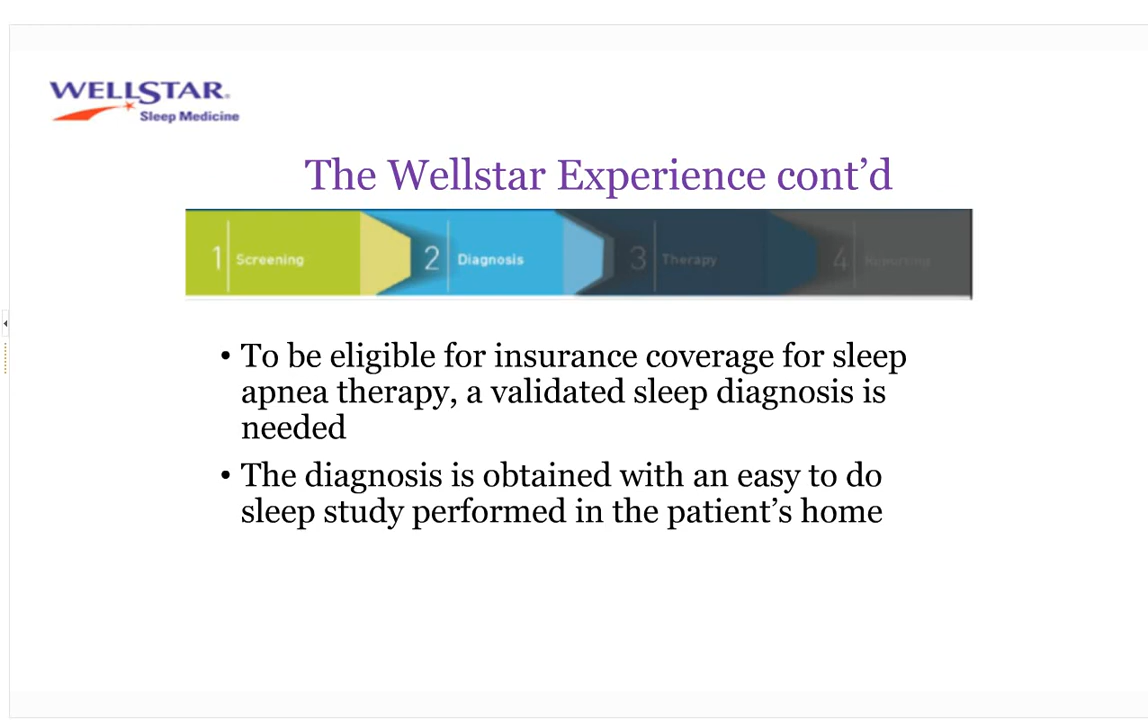 WELLSTAR®
Sleep Medicine
The Wellstar Experience cont’d
1 Screening 2 Diagnosis 3 Therapy 4
• To be eligible for insurance coverage for sleep
apnea therapy, a validated sleep diagnosis is
needed
• The diagnosis is obtained with an easy to do
sleep study performed in the patient’s home